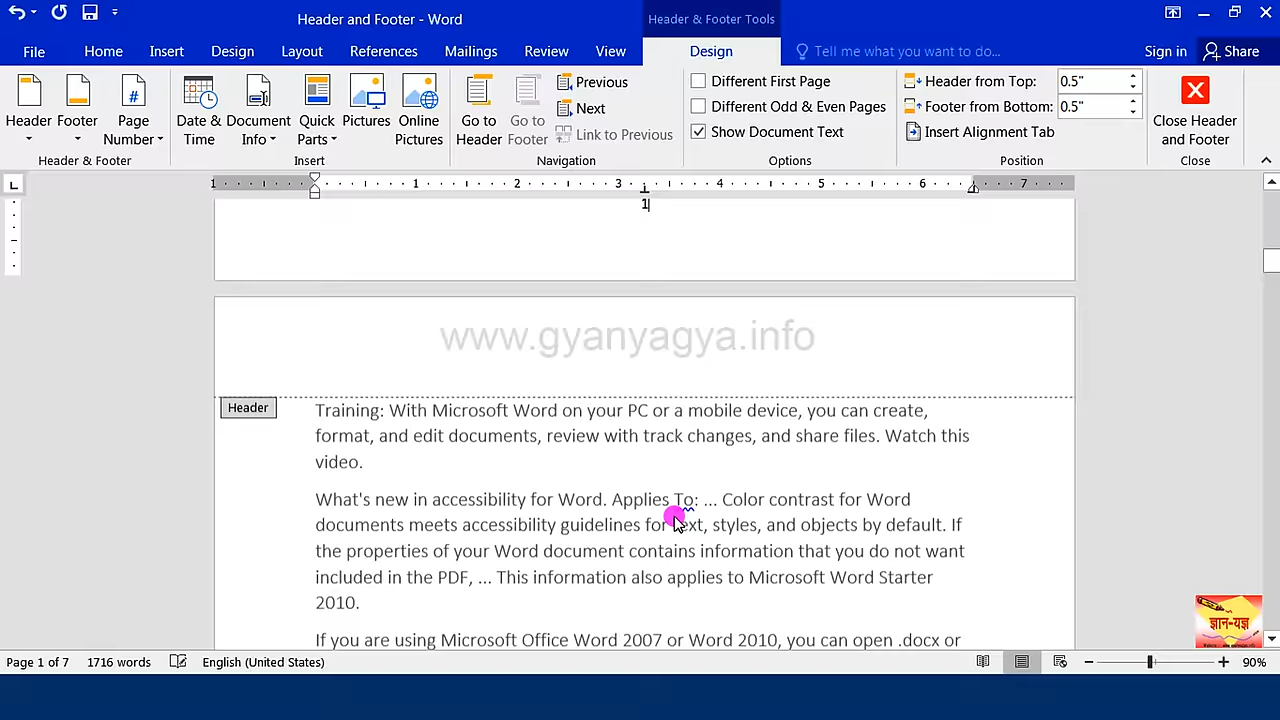 Header and Footer - Word
Header & Footer Tools
File Home Insert Design Layout References Mailings Review View Design Tell me what you want to do... Sign in Share
Header
Footer
Page Number
Header & Footer
Date & Time
Document Info
Quick Parts
Pictures
Online Pictures
Insert
Go to Header
Go to Footer
Previous
Next
Link to Previous
Navigation
Different First Page
Different Odd & Even Pages
Show Document Text
Options
Header from Top: 0.5"
Footer from Bottom: 0.5"
Insert Alignment Tab
Position
Close Header and Footer
Close
1 1 2 3 4 5 6 7
1
www.gyanyagya.info
Header
Training: With Microsoft Word on your PC or a mobile device, you can create,
format, and edit documents, review with track changes, and share files. Watch this
video.
What's new in accessibility for Word. Applies To: ... Color contrast for Word
documents meets accessibility guidelines for text, styles, and objects by default. If
the properties of your Word document contains information that you do not want
included in the PDF, ... This information also applies to Microsoft Word Starter
2010.
If you are using Microsoft Office Word 2007 or Word 2010, you can open .docx or
ज्ञान-यज्ञ
Page 1 of 7 1716 words English (United States) 90%